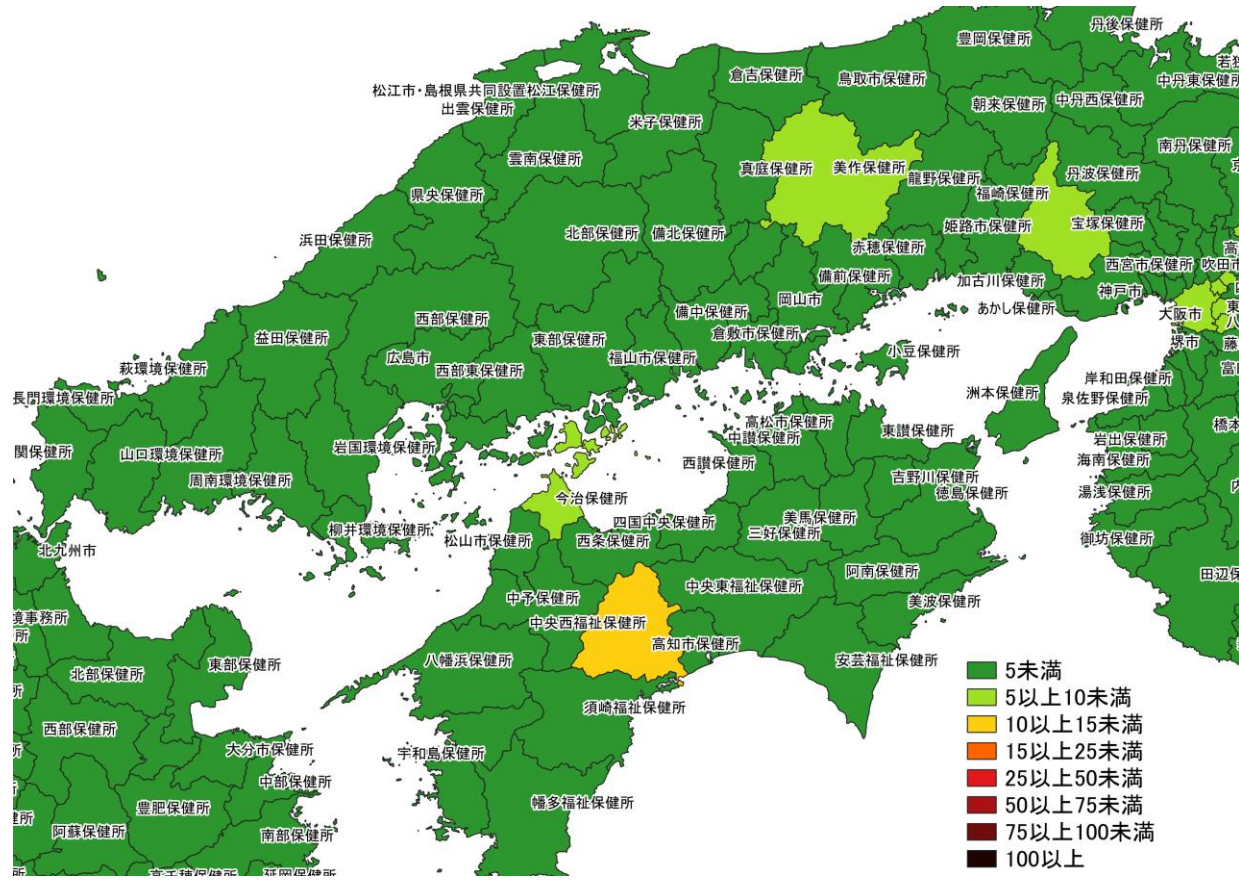 丹後保健所
豊岡保健所
若狭
倉吉保健所
鳥取市保健所
中丹東保健所
松江市・島根県共同設置松江保健所
朝来保健所
中丹西保健所
出雲保健所
米子保健所
南丹保健所
雲南保健所
真庭保健所
美作保健所
龍野保健所
丹波保健所
県央保健所
福崎保健所
浜田保健所
北部保健所
備北保健所
姫路市保健所
宝塚保健所
赤穂保健所
西宮市保健所
吹田市
備前保健所
加古川保健所
神戸市
岡山市
あかし保健所
大阪市
西部保健所
備中保健所
益田保健所
東部保健所
倉敷市保健所
堺市
藤
広島市
福山市保健所
小豆保健所
萩環境保健所
西部東保健所
岸和田保健所
長門環境保健所
洲本保健所
泉佐野保健所
高松市保健所
中讃保健所
東讃保健所
岩出保健所
橋本
関保健所
山口環境保健所
岩国環境保健所
西讃保健所
海南保健所
周南環境保健所
吉野川保健所
徳島保健所
湯浅保健所
今治保健所
四国中央保健所
美馬保健所
柳井環境保健所
松山市保健所
西条保健所
三好保健所
御坊保健所
北九州市
田辺保
中央東福祉保健所
阿南保健所
中予保健所
美波保健所
境事務所
中央西福祉保健所
高知市保健所
所
東部保健所
八幡浜保健所
安芸福祉保健所
北部保健所
須崎福祉保健所
西部保健所
大分市保健所
宇和島保健所
中部保健所
豊肥保健所
幡多福祉保健所
阿蘇保健所
南部保健所
高千穂保健所
延岡保健所
5未満
5以上10未満
10以上15未満
15以上25未満
25以上50未満
50以上75未満
75以上100未満
100以上